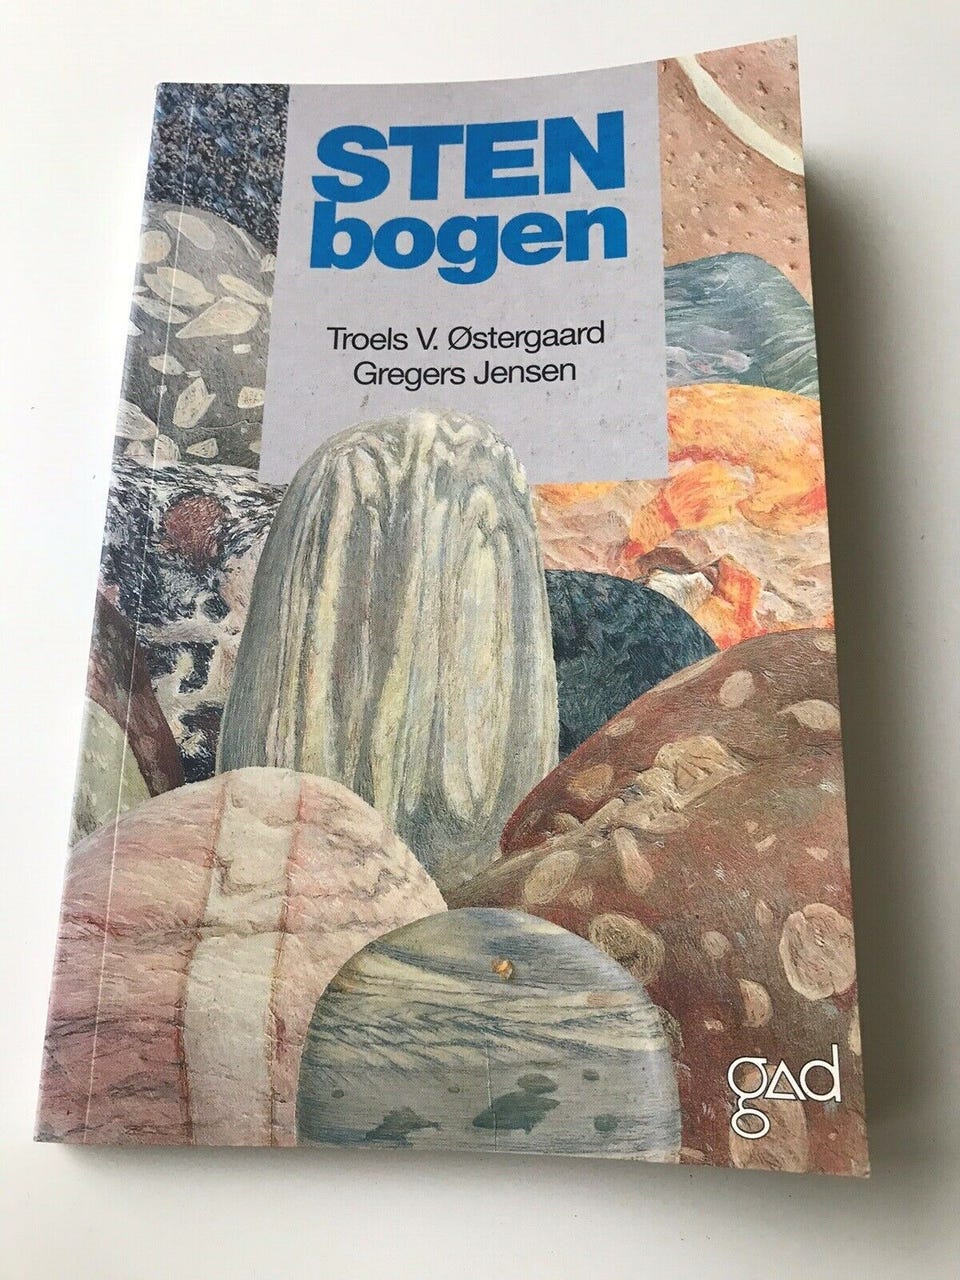 STEN
bogen
Troels V. Østergaard
Gregers Jensen
gad